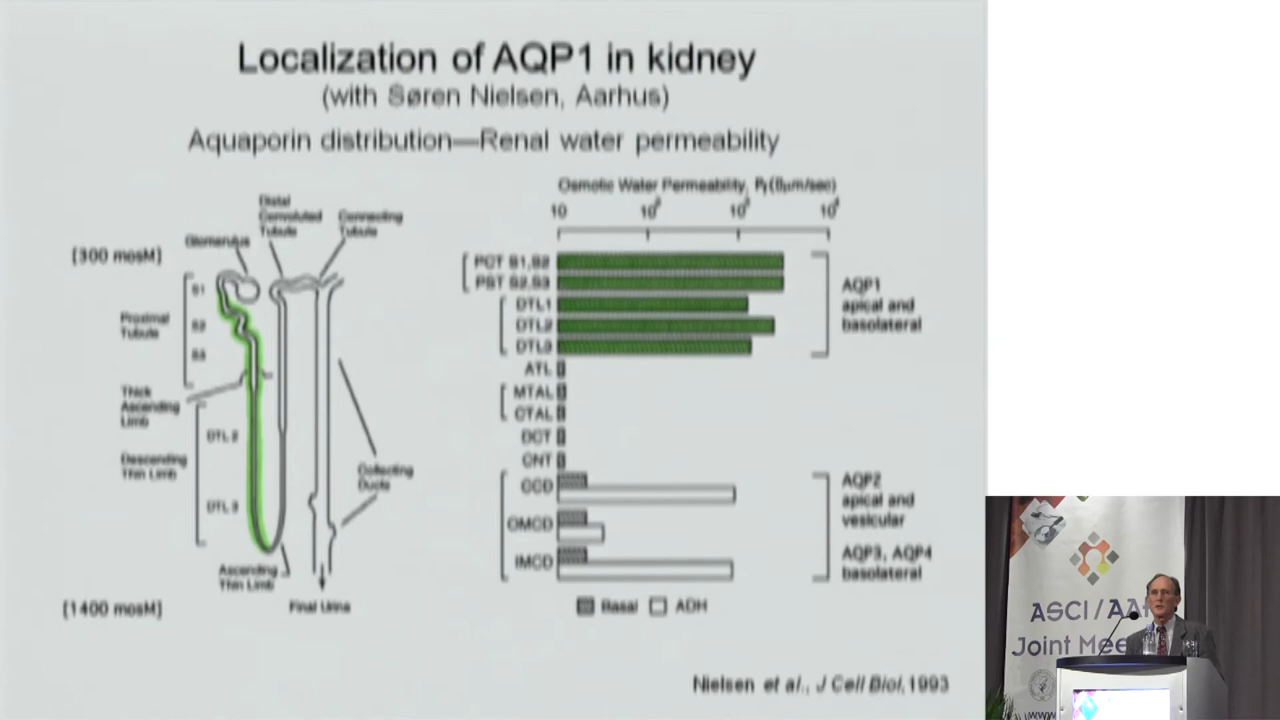 Localization of AQP1 in kidney
(with Søren Nielsen, Aarhus)
Aquaporin distribution—Renal water permeability
Distal
Convoluted
Tubule
Connecting
Tubule
Glomerulus
[300 mosM]
S1
Proximal
Tubule
S2
S3
Thick
Ascending
Limb
DTL 2
Descending
Thin Limb
DTL 3
Collecting
Ducts
Ascending
Thin Limb
[1400 mosM]
Final Urine
Osmotic Water Permeability,
10
PCT S1,S2
PST S2,S3
DTL1
DTL2
DTL3
ATL
MTAL
CTAL
DCT
CNT
CCD
OMCD
IMCD
AQP1
apical and
basolateral
AQP2
apical and
vesicular
AQP3, AQP4
basolateral
Basal
ADH
Nielsen et al., J Cell Biol, 1993
ASCI / AA
Joint Mee
www